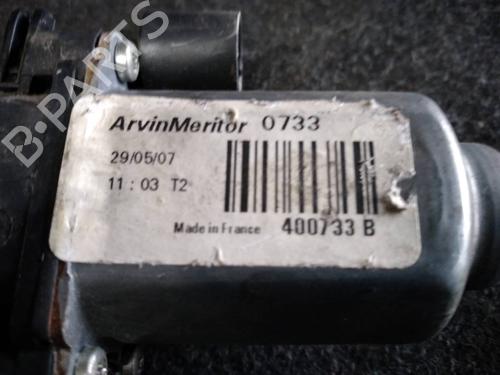 ArvinMeritor 0733
29/05/07
11 : 03 T2
Made in France 400733 B
B-PARTS